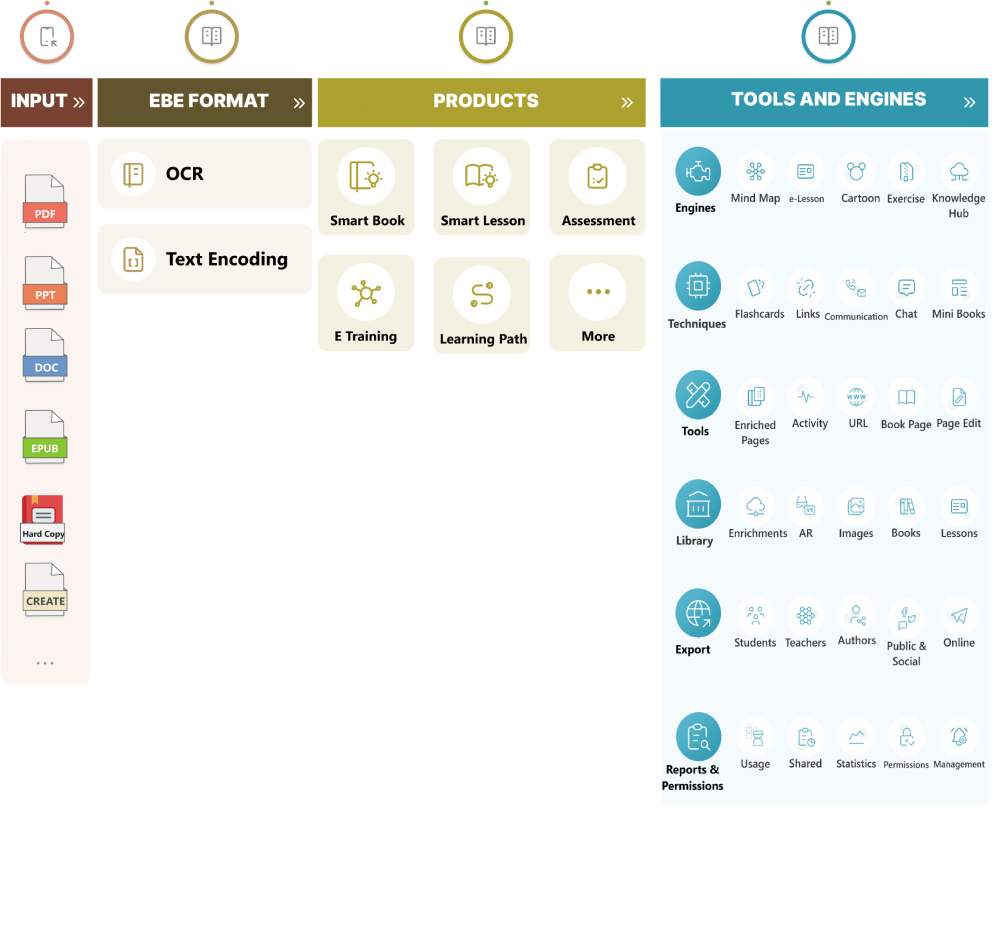 INPUT »
EBE FORMAT »
PRODUCTS »
TOOLS AND ENGINES »
PDF
PPT
DOC
EPUB
Hard Copy
CREATE
...
OCR
Text Encoding
Smart Book
Smart Lesson
Assessment
E Training
Learning Path
More
Engines
Mind Map
e-Lesson
Cartoon
Exercise
Knowledge
Hub
Techniques
Flashcards
Links
Communication
Chat
Mini Books
Tools
Enriched
Pages
Activity
WWW
URL
Book Page
Page Edit
Library
Enrichments
VR
AR
Images
Books
Lessons
Export
Students
Teachers
Authors
Public &
Social
Online
Reports &
Permissions
Usage
Shared
Statistics
Permissions
Management